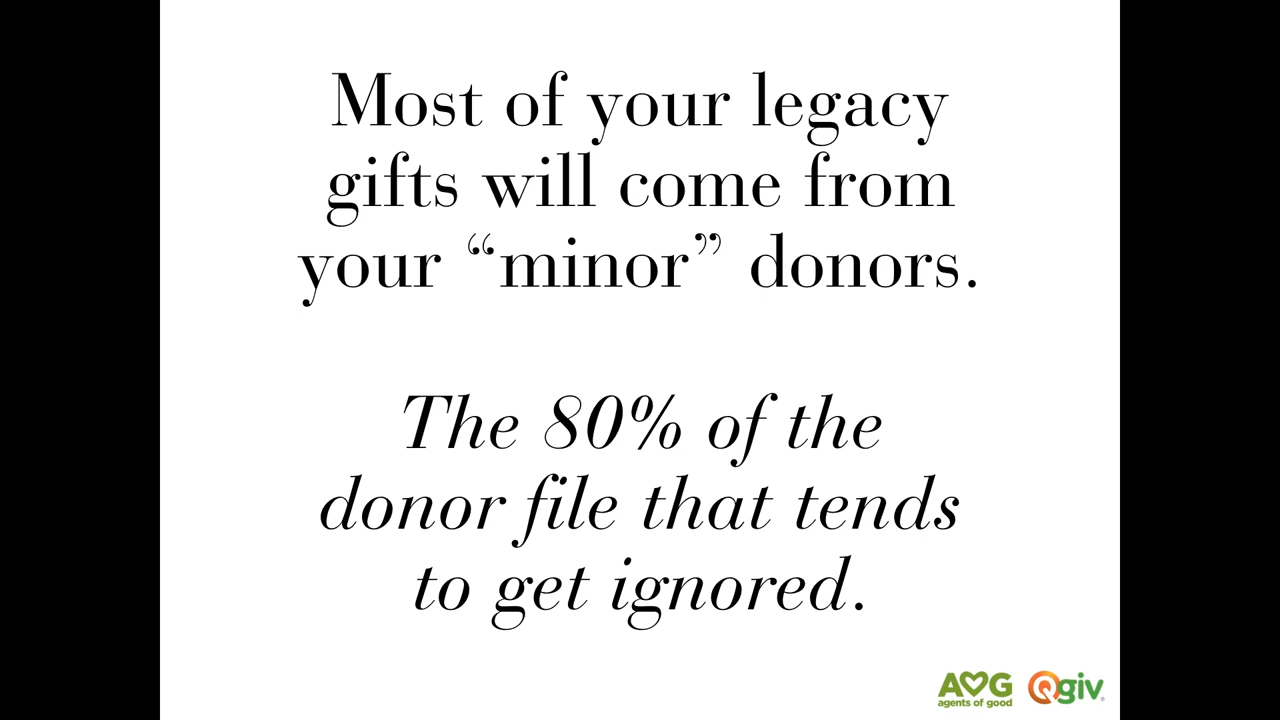 Most of your legacy
gifts will come from
your “minor” donors.
The 80% of the
donor file that tends
to get ignored.
A G
agents of good
Qgiv